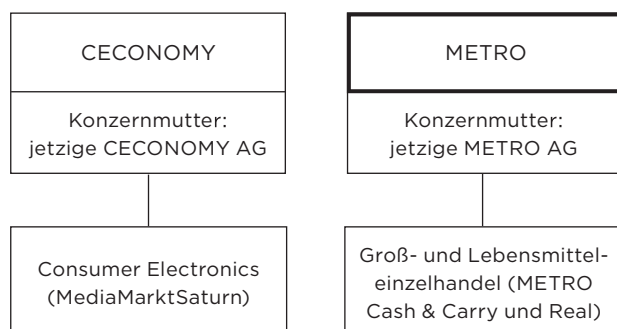 CECONOMY
Konzernmutter:
jetzige CECONOMY AG
Consumer Electronics
(MediaMarktSaturn)
METRO
Konzernmutter:
jetzige METRO AG
Groß- und Lebensmittel-
einzelhandel (METRO
Cash & Carry und Real)